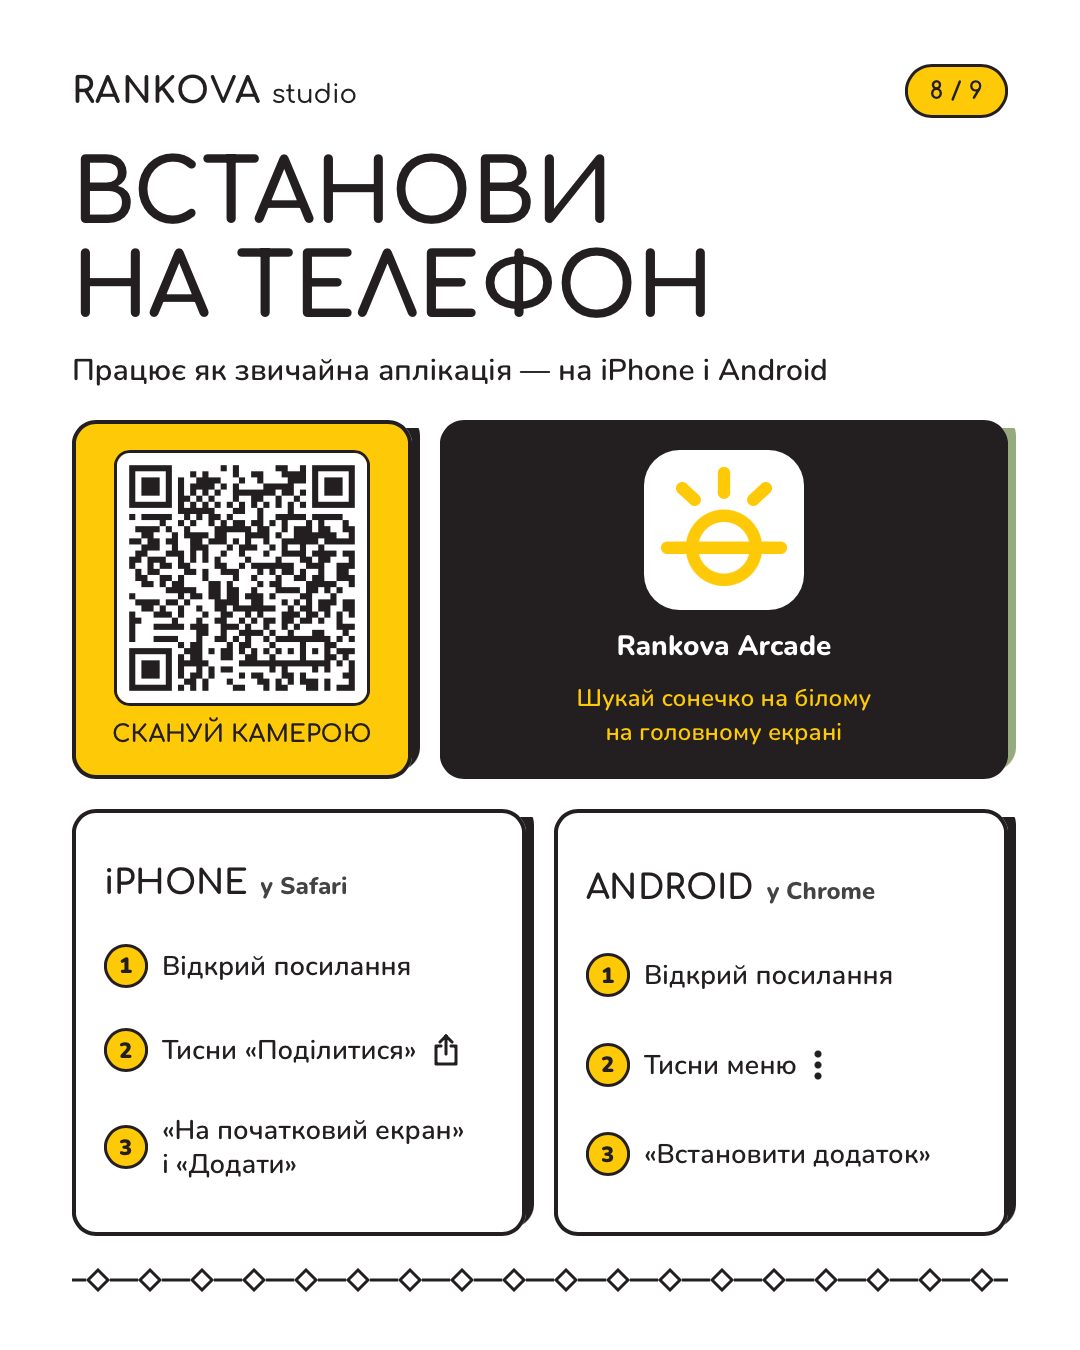 RANKOVA studio
8 / 9
ВСТАНОВИ
НА ТЕЛЕФОН
Працює як звичайна аплікація — на iPhone і Android
СКАНУЙ КАМЕРОЮ
Rankova Arcade
Шукай сонечко на білому
на головному екрані
iPHONE у Safari
1 Відкрий посилання
2 Тисни «Поділитися»
3 «На початковий екран»
і «Додати»
ANDROID у Chrome
1 Відкрий посилання
2 Тисни меню
3 «Встановити додаток»